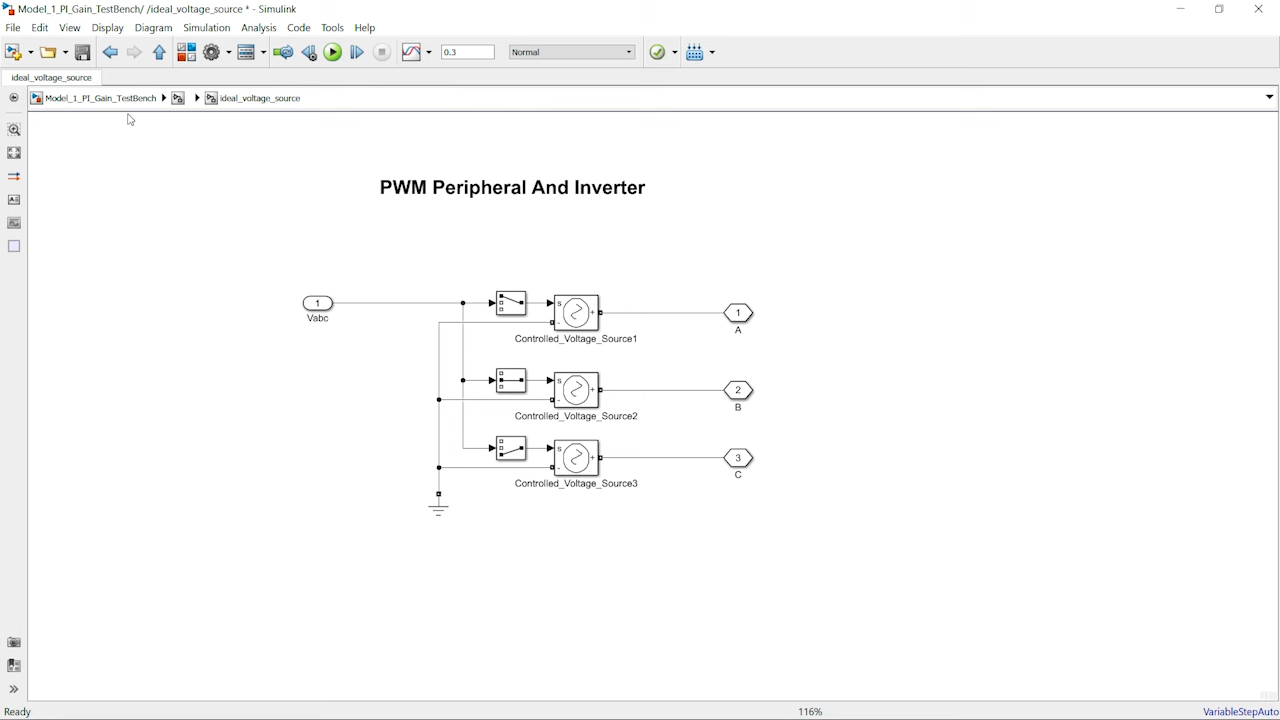 Model_1_PI_Gain_TestBench/ /ideal_voltage_source * - Simulink
File Edit View Display Diagram Simulation Analysis Code Tools Help
0.3 Normal
ideal_voltage_source
Model_1_PI_Gain_TestBench ideal_voltage_source
PWM Peripheral And Inverter
1
Vabc
S
+
-
Controlled_Voltage_Source1
1
A
S
+
-
Controlled_Voltage_Source2
2
B
S
+
-
Controlled_Voltage_Source3
3
C
Ready 116% VariableStepAuto